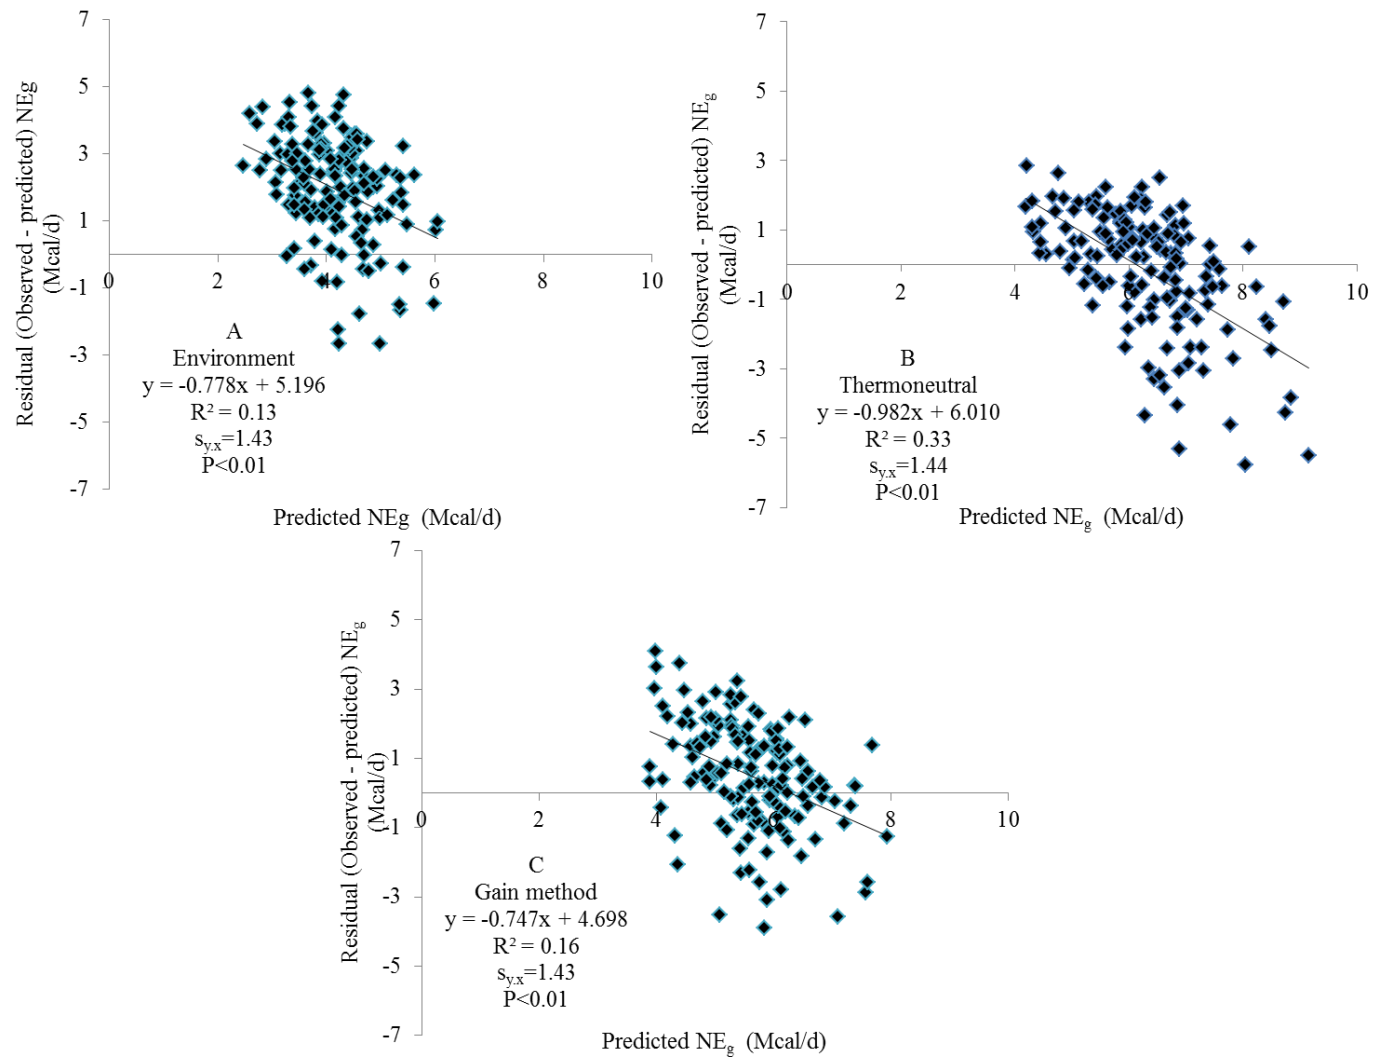 7
5
3
1
-1
-3
-5
-7
0
2
4
6
8
10
Residual (Observed - predicted) NEg
(Mcal/d)
A
Environment
y = -0.778x + 5.196
R² = 0.13
sy.x=1.43
P<0.01
Predicted NEg (Mcal/d)
7
5
3
1
-1
-3
-5
-7
0
2
4
6
8
10
Residual (Observed - predicted) NEg
(Mcal/d)
B
Thermoneutral
y = -0.982x + 6.010
R² = 0.33
sy.x=1.44
P<0.01
Predicted NEg (Mcal/d)
7
5
3
1
-1
-3
-5
-7
0
2
4
6
8
10
Residual (Observed - predicted) NEg
(Mcal/d)
C
Gain method
y = -0.747x + 4.698
R² = 0.16
sy.x=1.43
P<0.01
Predicted NEg (Mcal/d)